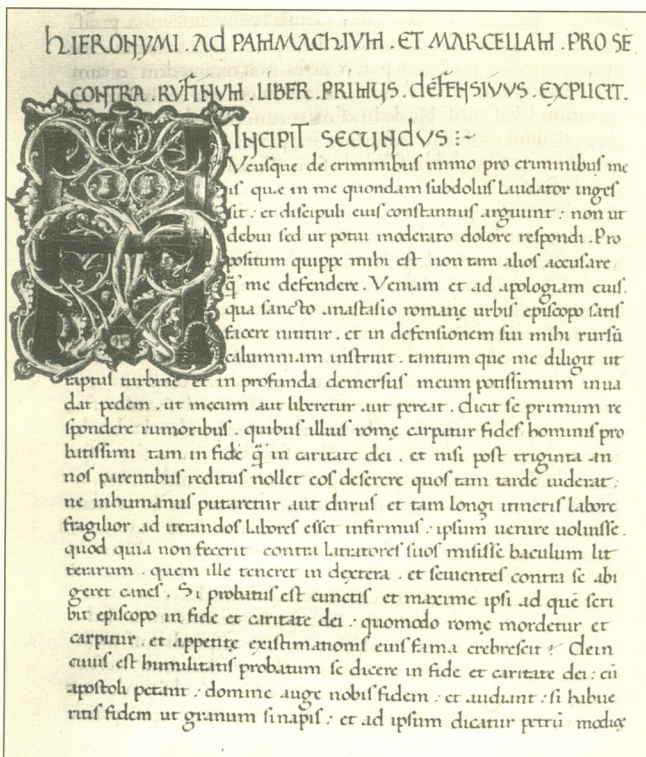 HIERONYMI . AD PAMMACHIVM . ET MARCELLAM . PRO SE
CONTRA . RVFINVM . LIBER . PRIMUS . DEFENSIVVS . EXPLICIT .
INCIPIT SECUNDVS :~
Vcusque de criminibus immo pro criminibus me
is que in me quondam subdolus laudator inges
sit : et discipuli eius constantius arguunt : non ut
debui sed ut potui moderato dolore respondi . Pro
positum quippe mihi est non tam alios accusare
q̄ me defendere . Veniam et ad apologiam eius .
qua sancto anastasio romanę urbis episcopo satis
facere nititur . et in defensionem sui mihi rursū
calumniam instruit . tantum que me diligit ut
raptus turbine . et in profunda demersus meum potissimum inua
dat pedem . ut mecum aut liberetur aut pereat . dicit se primum re
spondere rumoribus . quibus illius romę carpitur fides hominis pro
batissimi tam in fide q̄ in caritate dei . et nisi post triginta an
nos parentibus reditus nollet eos deserere quos tam tarde uiderat :
ne inhumanus putaretur aut durus et tam longi itineris labore
fragilior ad iterandos labores esset infirmus : ipsum uenire uoluisse .
quod quia non fecerit contra latratores suos misisse baculum lit
terarum . quem ille teneret in dextera . et seuientes contra se abi
geret canes . Si probatus est cunctis et maxime ipsi ad quē scri
bit episcopo in fide et caritate dei : quomodo romę mordetur et
carpitur . et appetitę existimationis eius fama crebrescit ? Dein
cuius est humilitatis probatum se dicere in fide et caritate dei : cū
apostoli petant : domine auge nobis fidem : et audiant : si habue
ritis fidem ut granum sinapis : et ad ipsum dicatur petrū modicę